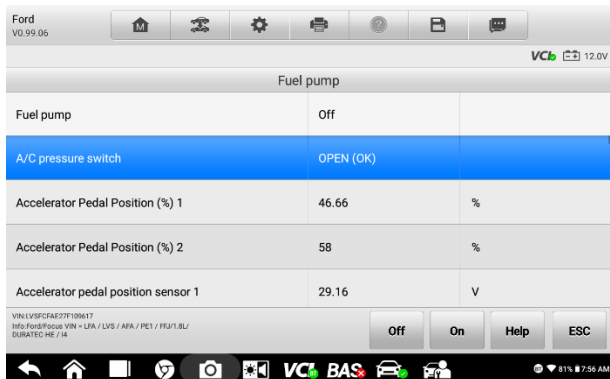 Ford
V0.99.06
M
VCI 12.0V
Fuel pump
Fuel pump Off
A/C pressure switch OPEN (OK)
Accelerator Pedal Position (%) 1 46.66 %
Accelerator Pedal Position (%) 2 58 %
Accelerator pedal position sensor 1 29.16 V
VIN:LVSFCFAE27F109617
Info:Ford/Focus VIN = LFA / LVS / AFA / PE1 / FFJ/1.8L/
DURATEC-HE / I4
Off On Help ESC
VCI BAS 81% 7:56 AM